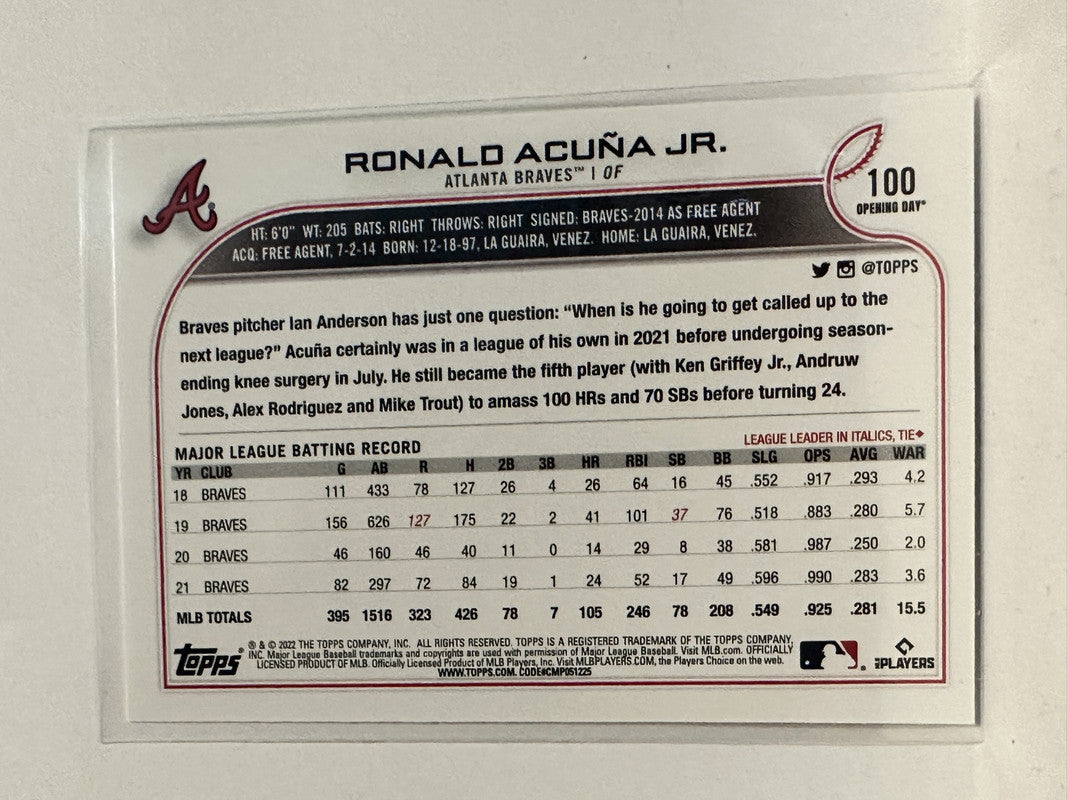 RONALD ACUÑA JR.
ATLANTA BRAVES™ | OF
A
100
OPENING DAY®
HT: 6'0" WT: 205 BATS: RIGHT THROWS: RIGHT SIGNED: BRAVES-2014 AS FREE AGENT
ACQ: FREE AGENT, 7-2-14 BORN: 12-18-97, LA GUAIRA, VENEZ. HOME: LA GUAIRA, VENEZ.
@TOPPS
Braves pitcher Ian Anderson has just one question: “When is he going to get called up to the
next league?” Acuña certainly was in a league of his own in 2021 before undergoing season-
ending knee surgery in July. He still became the fifth player (with Ken Griffey Jr., Andruw
Jones, Alex Rodriguez and Mike Trout) to amass 100 HRs and 70 SBs before turning 24.
MAJOR LEAGUE BATTING RECORD
LEAGUE LEADER IN ITALICS, TIE◆
YR CLUB G AB R H 2B 3B HR RBI SB BB SLG OPS AVG WAR
18 BRAVES 111 433 78 127 26 4 26 64 16 45 .552 .917 .293 4.2
19 BRAVES 156 626 127 175 22 2 41 101 37 76 .518 .883 .280 5.7
20 BRAVES 46 160 46 40 11 0 14 29 8 38 .581 .987 .250 2.0
21 BRAVES 82 297 72 84 19 1 24 52 17 49 .596 .990 .283 3.6
MLB TOTALS 395 1516 323 426 78 7 105 246 78 208 .549 .925 .281 15.5
Topps®
® & © 2022 THE TOPPS COMPANY, INC. ALL RIGHTS RESERVED. TOPPS IS A REGISTERED TRADEMARK OF THE TOPPS COMPANY,
INC. Major League Baseball trademarks and copyrights are used with permission of Major League Baseball. Visit MLB.com. OFFICIALLY
LICENSED PRODUCT OF MLB. Officially Licensed Product of MLB Players, Inc. Visit MLBPLAYERS.COM, the Players Choice on the web.
WWW.TOPPS.COM. CODE#CMP051225
MLBPLAYERS